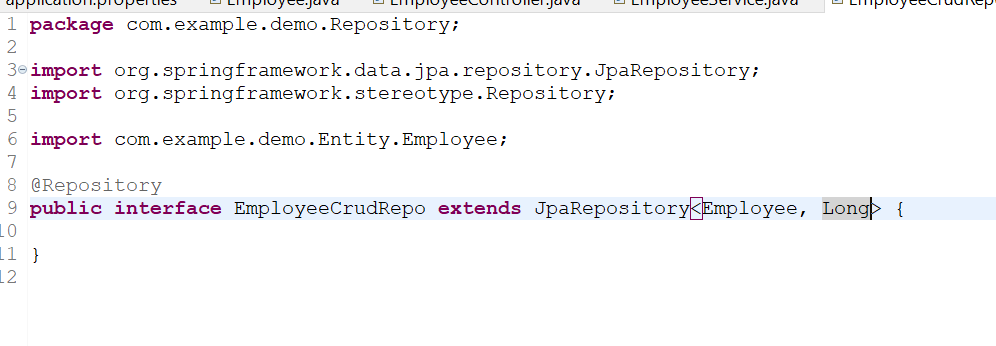 application.properties Employee.java EmployeeController.java EmployeeService.java EmployeeCrudRepo
1 package com.example.demo.Repository;
2
3 import org.springframework.data.jpa.repository.JpaRepository;
4 import org.springframework.stereotype.Repository;
5
6 import com.example.demo.Entity.Employee;
7
8 @Repository
9 public interface EmployeeCrudRepo extends JpaRepository<Employee, Long> {
10
11 }
12